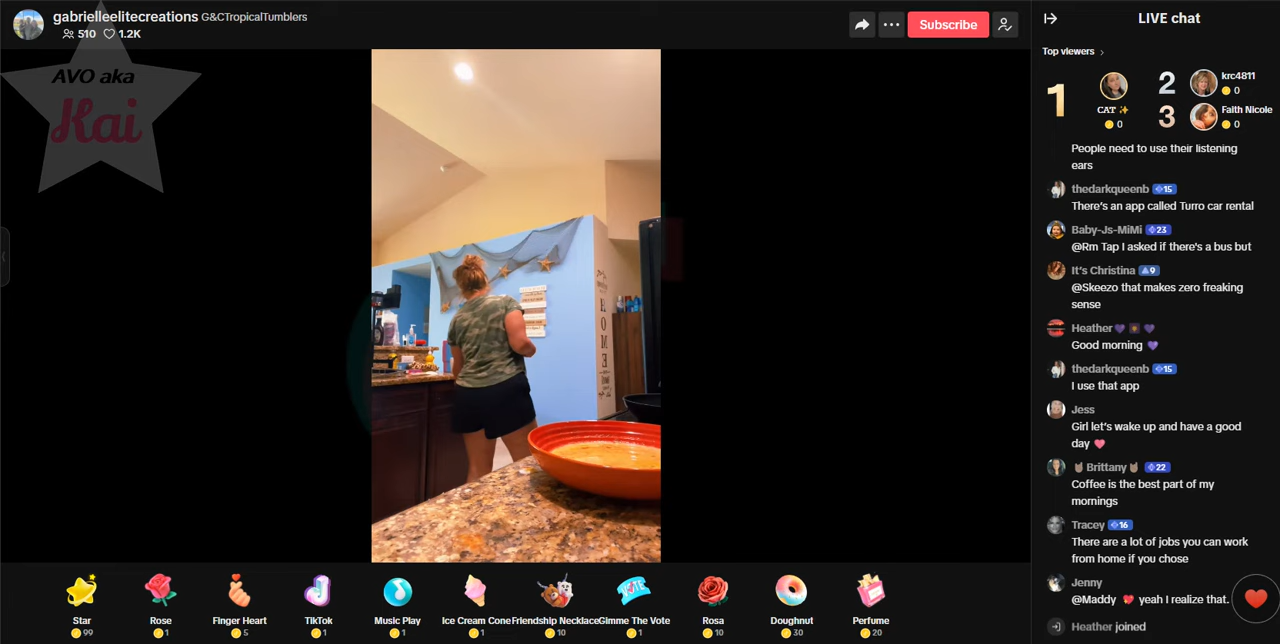 gabrielleelitecreations G&CTropicalTumblers
510 1.2K
Subscribe
AVO aka
Kai
HOME
Star
99
Rose
1
Finger Heart
5
TikTok
1
Music Play
1
Ice Cream Cone
1
Friendship Necklace
10
Gimme The Vote
1
Rosa
10
Doughnut
30
Perfume
20
LIVE chat
Top viewers
1
CAT
0
2
krc4811
0
3
Faith Nicole
0
People need to use their listening
ears
thedarkqueenb 15
There's an app called Turro car rental
Baby-Js-MiMi 23
@Rm Tap I asked if there's a bus but
It's Christina 9
@Skeezo that makes zero freaking
sense
Heather💜 💜
Good morning 💜
thedarkqueenb 15
I use that app
Jess
Girl let's wake up and have a good
day
Brittany 22
Coffee is the best part of my
mornings
Tracey 16
There are a lot of jobs you can work
from home if you chose
Jenny
@Maddy yeah I realize that.
Heather joined